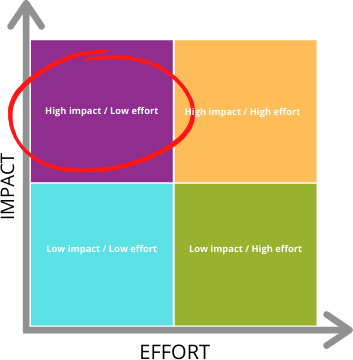 High impact / Low effort
High impact / High effort
IMPACT
Low impact / Low effort
Low impact / High effort
EFFORT